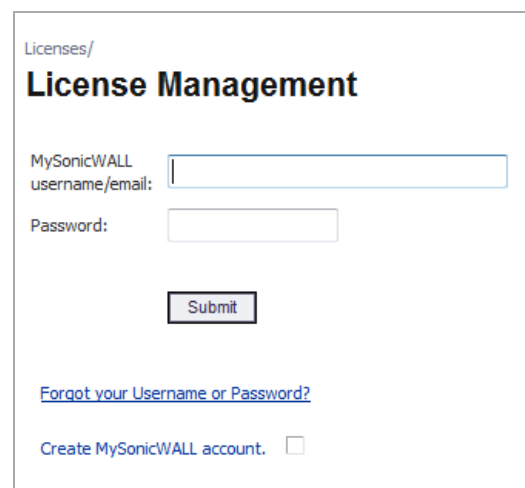 Licenses/
License Management
MySonicWALL
username/email:
Password:
Submit
Forgot your Username or Password?
Create MySonicWALL account.